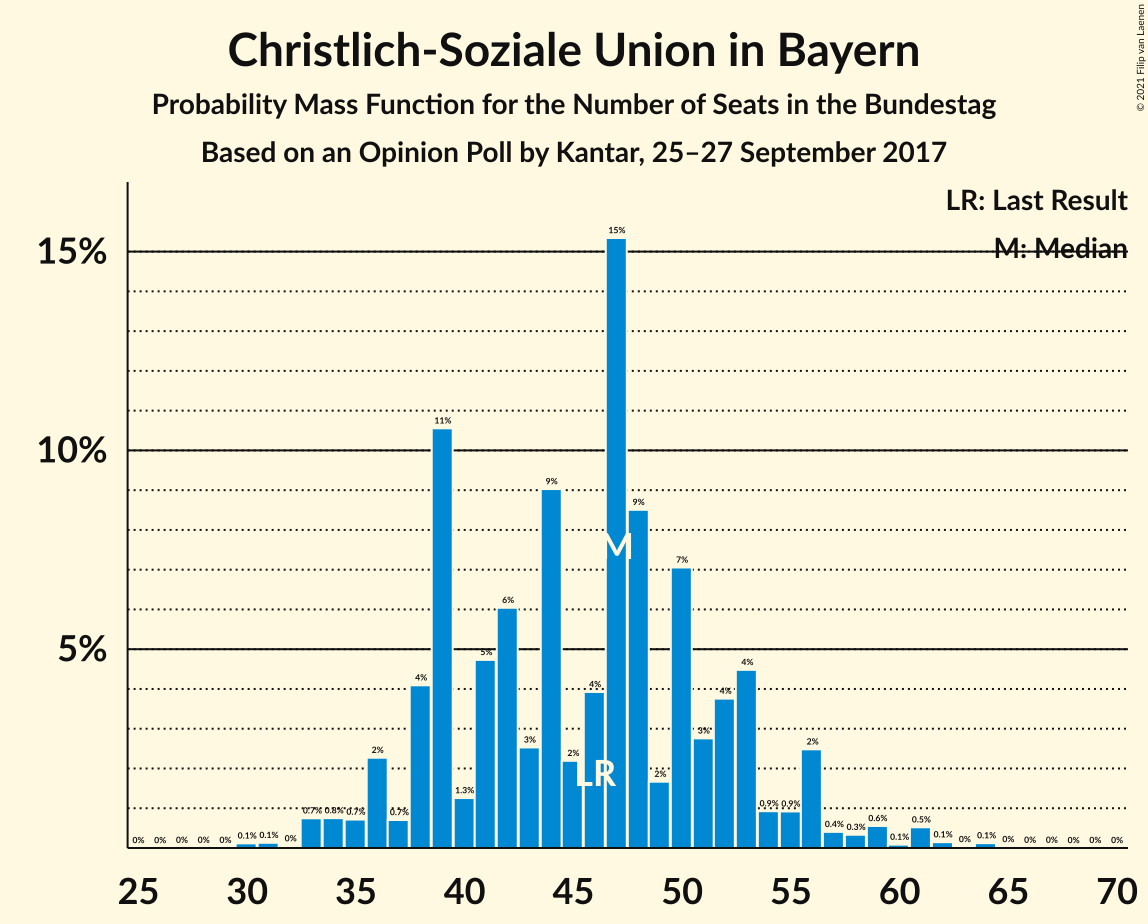 © 2021 Filip van Laenen
Christlich-Soziale Union in Bayern
Probability Mass Function for the Number of Seats in the Bundestag
Based on an Opinion Poll by Kantar, 25–27 September 2017
LR: Last Result
M: Median
15%
10%
5%
0% 0% 0% 0% 0% 0.1% 0.1% 0% 0.7% 0.8% 0.7% 2% 0.7% 4% 11% 1.3% 5% 6% 3% 9% 2% 4% 15% 9% 2% 7% 3% 4% 4% 0.9% 0.9% 2% 0.4% 0.3% 0.6% 0.1% 0.5% 0.1% 0% 0.1% 0% 0% 0% 0% 0% 0%
M
LR
25 30 35 40 45 50 55 60 65 70